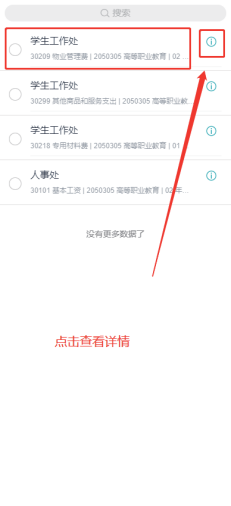 搜索
学生工作处
30209 物业管理费 | 2050305 高等职业教育 | 02 ...
学生工作处
30299 其他商品和服务支出 | 2050305 高等职业教...
学生工作处
30218 专用材料费 | 2050305 高等职业教育 | 01 ...
人事处
30101 基本工资 | 2050305 高等职业教育 | 02 年...
没有更多数据了
点击查看详情